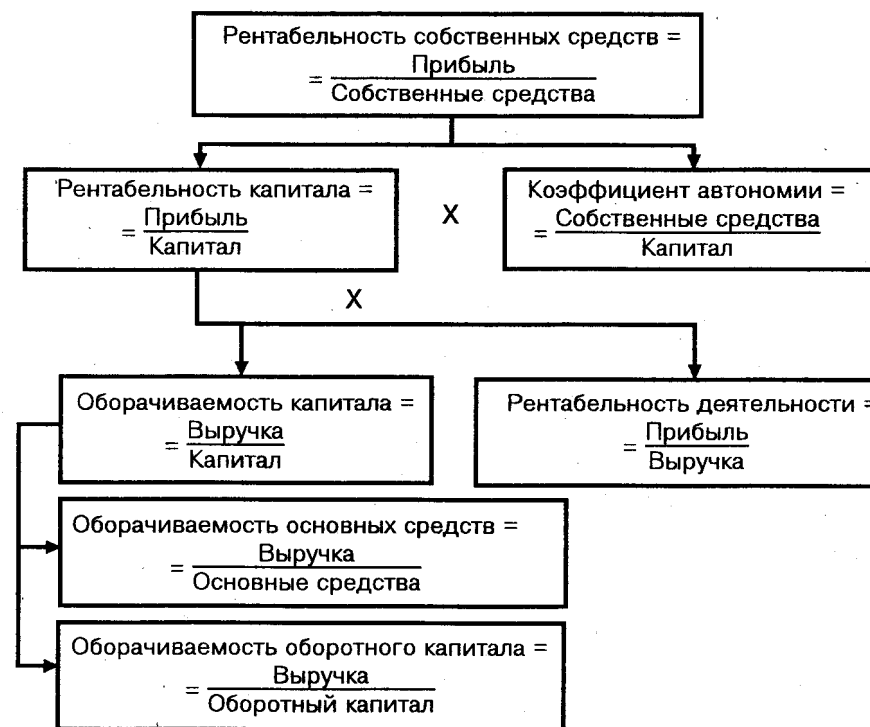 Рентабельность собственных средств =
= Прибыль
Собственные средства
Рентабельность капитала =
= Прибыль
Капитал
X
Коэффициент автономии =
= Собственные средства
Капитал
X
Оборачиваемость капитала =
= Выручка
Капитал
Рентабельность деятельности =
= Прибыль
Выручка
Оборачиваемость основных средств =
= Выручка
Основные средства
Оборачиваемость оборотного капитала =
= Выручка
Оборотный капитал